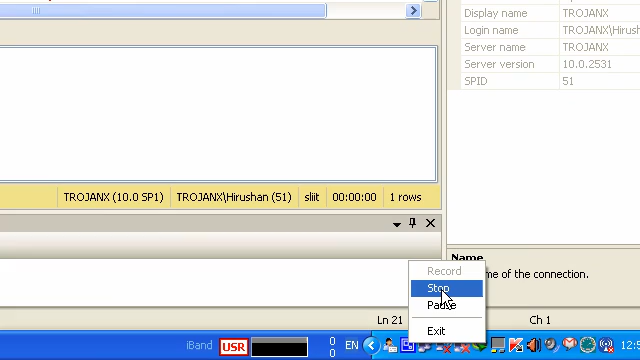 Display name TROJANX
Login name TROJANX\Hirushan
Server name TROJANX
Server version 10.0.2531
SPID 51
TROJANX (10.0 SP1) TROJANX\Hirushan (51) sliit 00:00:00 1 rows
Name
me of the connection.
Record
Stop
Pause
Exit
Ln 21 Ch 1
iBand USR 0 0 EN 12:5